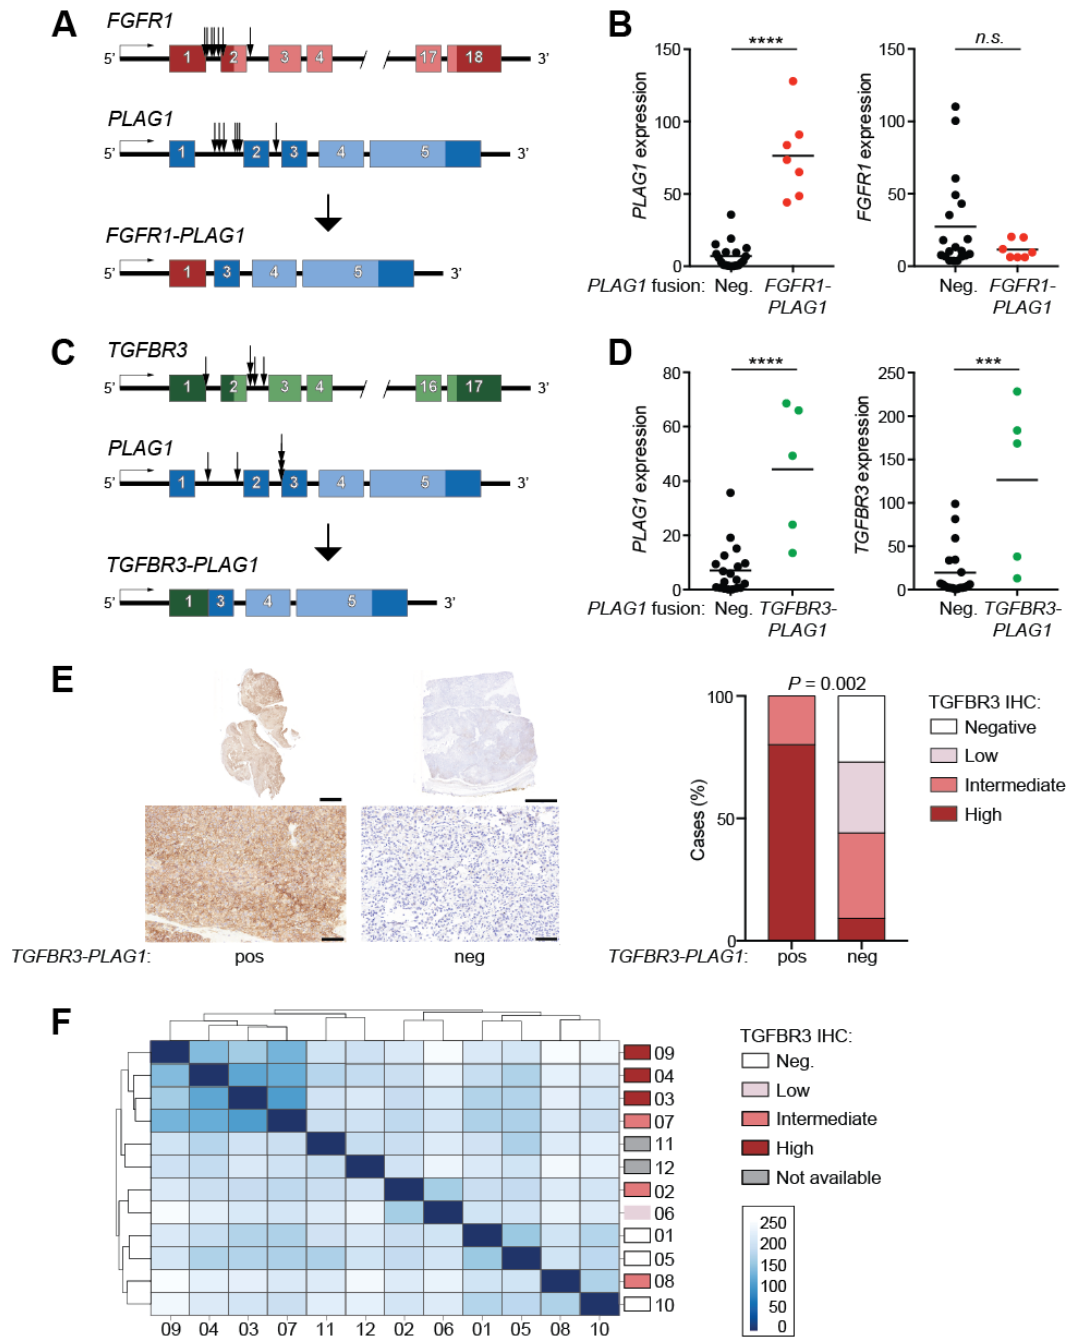 A
FGFR1
5' 1 2 3 4 17 18 3'
PLAG1
5' 1 2 3 4 5 3'
FGFR1-PLAG1
5' 1 3 4 5 3'
B
****
150
100
50
0
PLAG1 expression
PLAG1 fusion: Neg. FGFR1-
PLAG1
n.s.
150
100
50
0
FGFR1 expression
Neg. FGFR1-
PLAG1
C
TGFBR3
5' 1 2 3 4 16 17 3'
PLAG1
5' 1 2 3 4 5 3'
TGFBR3-PLAG1
5' 1 3 4 5 3'
D
****
80
60
40
20
0
PLAG1 expression
PLAG1 fusion: Neg. TGFBR3-
PLAG1
***
250
200
150
100
50
0
TGFBR3 expression
Neg. TGFBR3-
PLAG1
E
TGFBR3-PLAG1: pos neg
P = 0.002
100
50
0
Cases (%)
TGFBR3-PLAG1: pos neg
TGFBR3 IHC:
Negative
Low
Intermediate
High
F
09
04
03
07
11
12
02
06
01
05
08
10
09 04 03 07 11 12 02 06 01 05 08 10
TGFBR3 IHC:
Neg.
Low
Intermediate
High
Not available
250
200
150
100
50
0